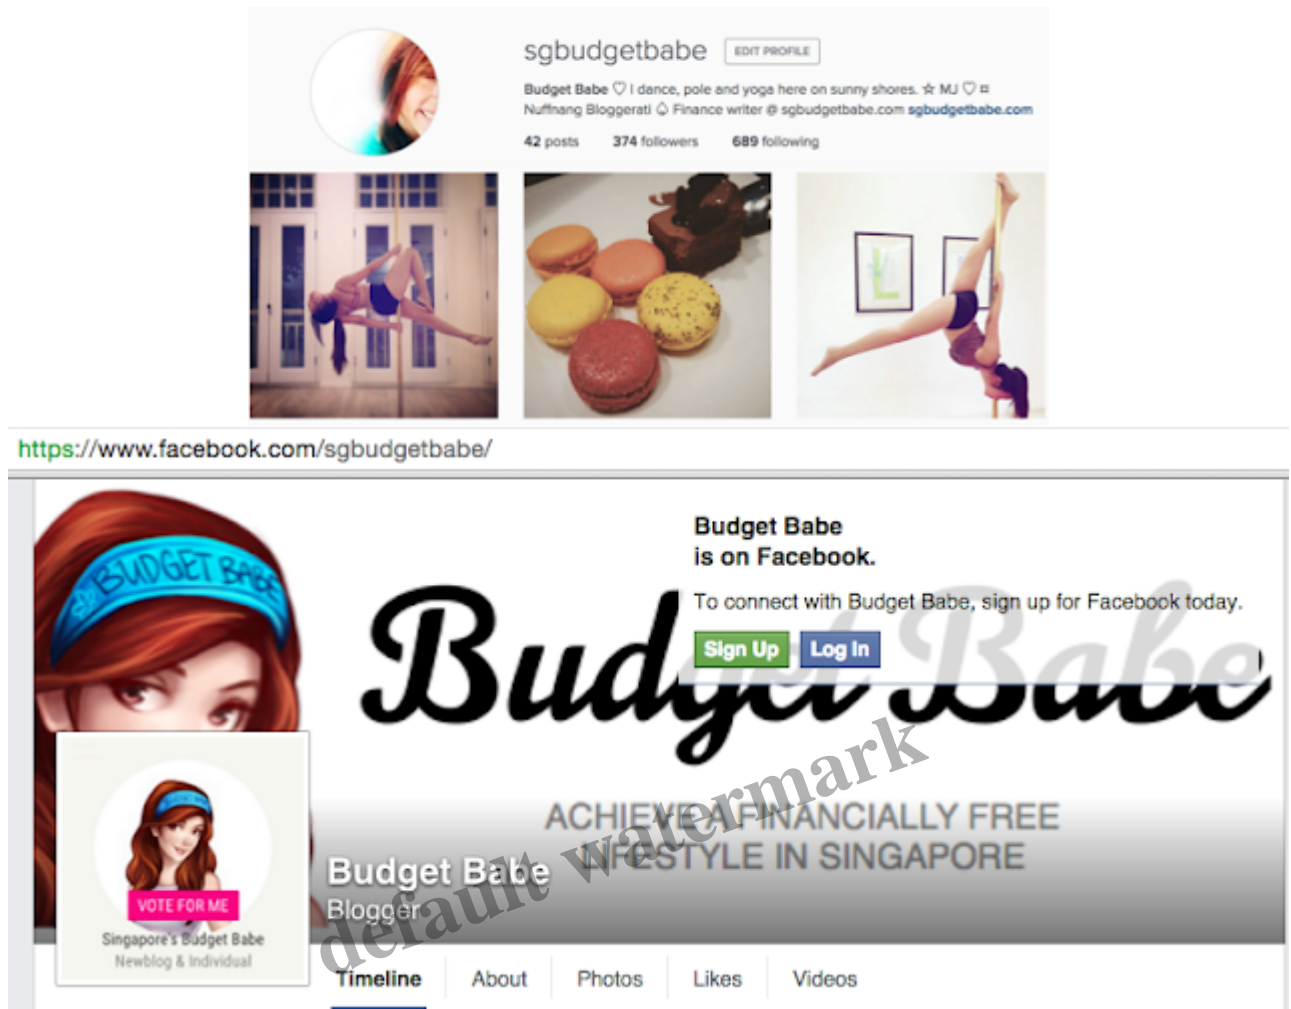 sgbudgetbabe EDIT PROFILE
Budget Babe ♡ I dance, pole and yoga here on sunny shores. ☆ MJ ♡ ¤
Nuffnang Bloggerati ♤ Finance writer @ sgbudgetbabe.com sgbudgetbabe.com
42 posts 374 followers 689 following
https://www.facebook.com/sgbudgetbabe/
BUDGET BABE
Budget Babe
is on Facebook.
To connect with Budget Babe, sign up for Facebook today.
Sign Up Log In
Budget Babe
ACHIEVE A FINANCIALLY FREE
LIFESTYLE IN SINGAPORE
Budget Babe
Blogger
default watermark
BUDGET BABE
VOTE FOR ME
Singapore's Budget Babe
Newblog & Individual
Timeline About Photos Likes Videos